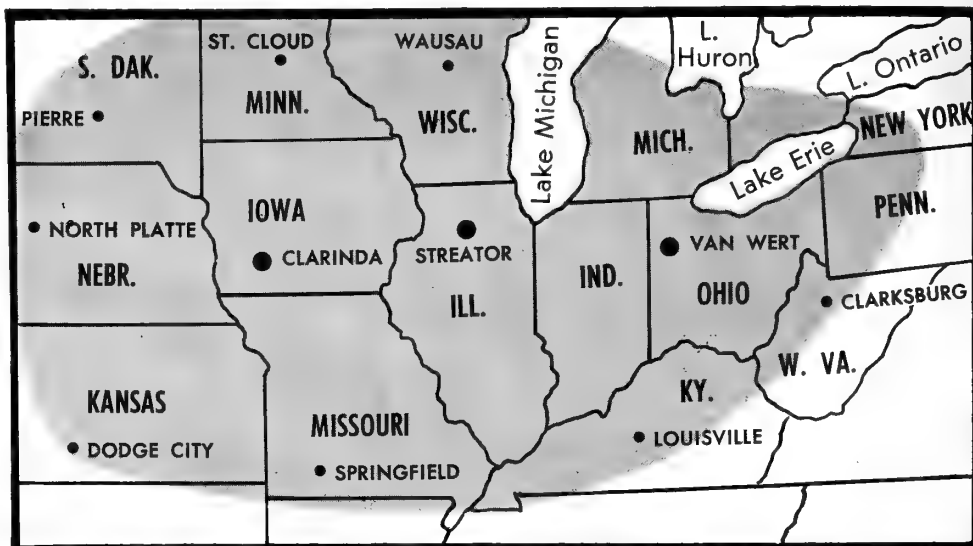 ST. CLOUD
WAUSAU
L.
Huron
L. Ontario
S. DAK.
PIERRE
MINN.
WISC.
Lake Michigan
MICH.
NEW YORK
Lake Erie
IOWA
PENN.
NORTH PLATTE
CLARINDA
STREATOR
VAN WERT
NEBR.
ILL.
IND.
OHIO
CLARKSBURG
W. VA.
KANSAS
MISSOURI
KY.
DODGE CITY
SPRINGFIELD
LOUISVILLE